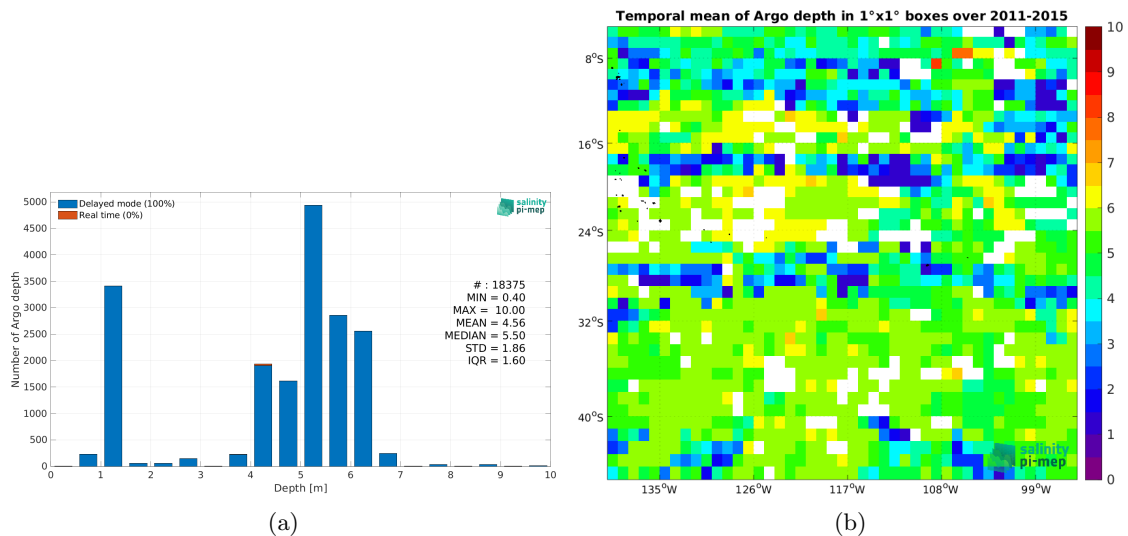 Temporal mean of Argo depth in 1°x1° boxes over 2011-2015
Delayed mode (100%)
Real time (0%)
salinity
pi-mep
# : 18375
MIN = 0.40
MAX = 10.00
MEAN = 4.56
MEDIAN = 5.50
STD = 1.86
IQR = 1.60
Number of Argo depth
5000
4500
4000
3500
3000
2500
2000
1500
1000
500
0
0 1 2 3 4 5 6 7 8 9 10
Depth [m]
(a)
8°S
16°S
24°S
32°S
40°S
135°W 126°W 117°W 108°W 99°W
salinity
pi-mep
10
9
8
7
6
5
4
3
2
1
0
(b)